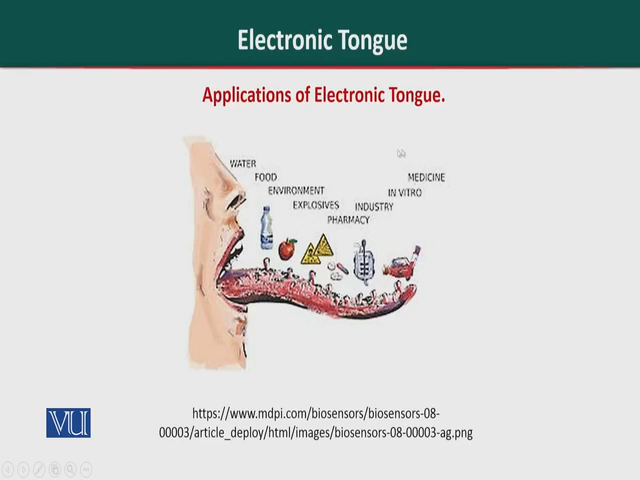 Electronic Tongue
Applications of Electronic Tongue.
WATER
FOOD
ENVIRONMENT
EXPLOSIVES
PHARMACY
INDUSTRY
IN VITRO
MEDICINE
VU
https://www.mdpi.com/biosensors/biosensors-08-
00003/article_deploy/html/images/biosensors-08-00003-ag.png